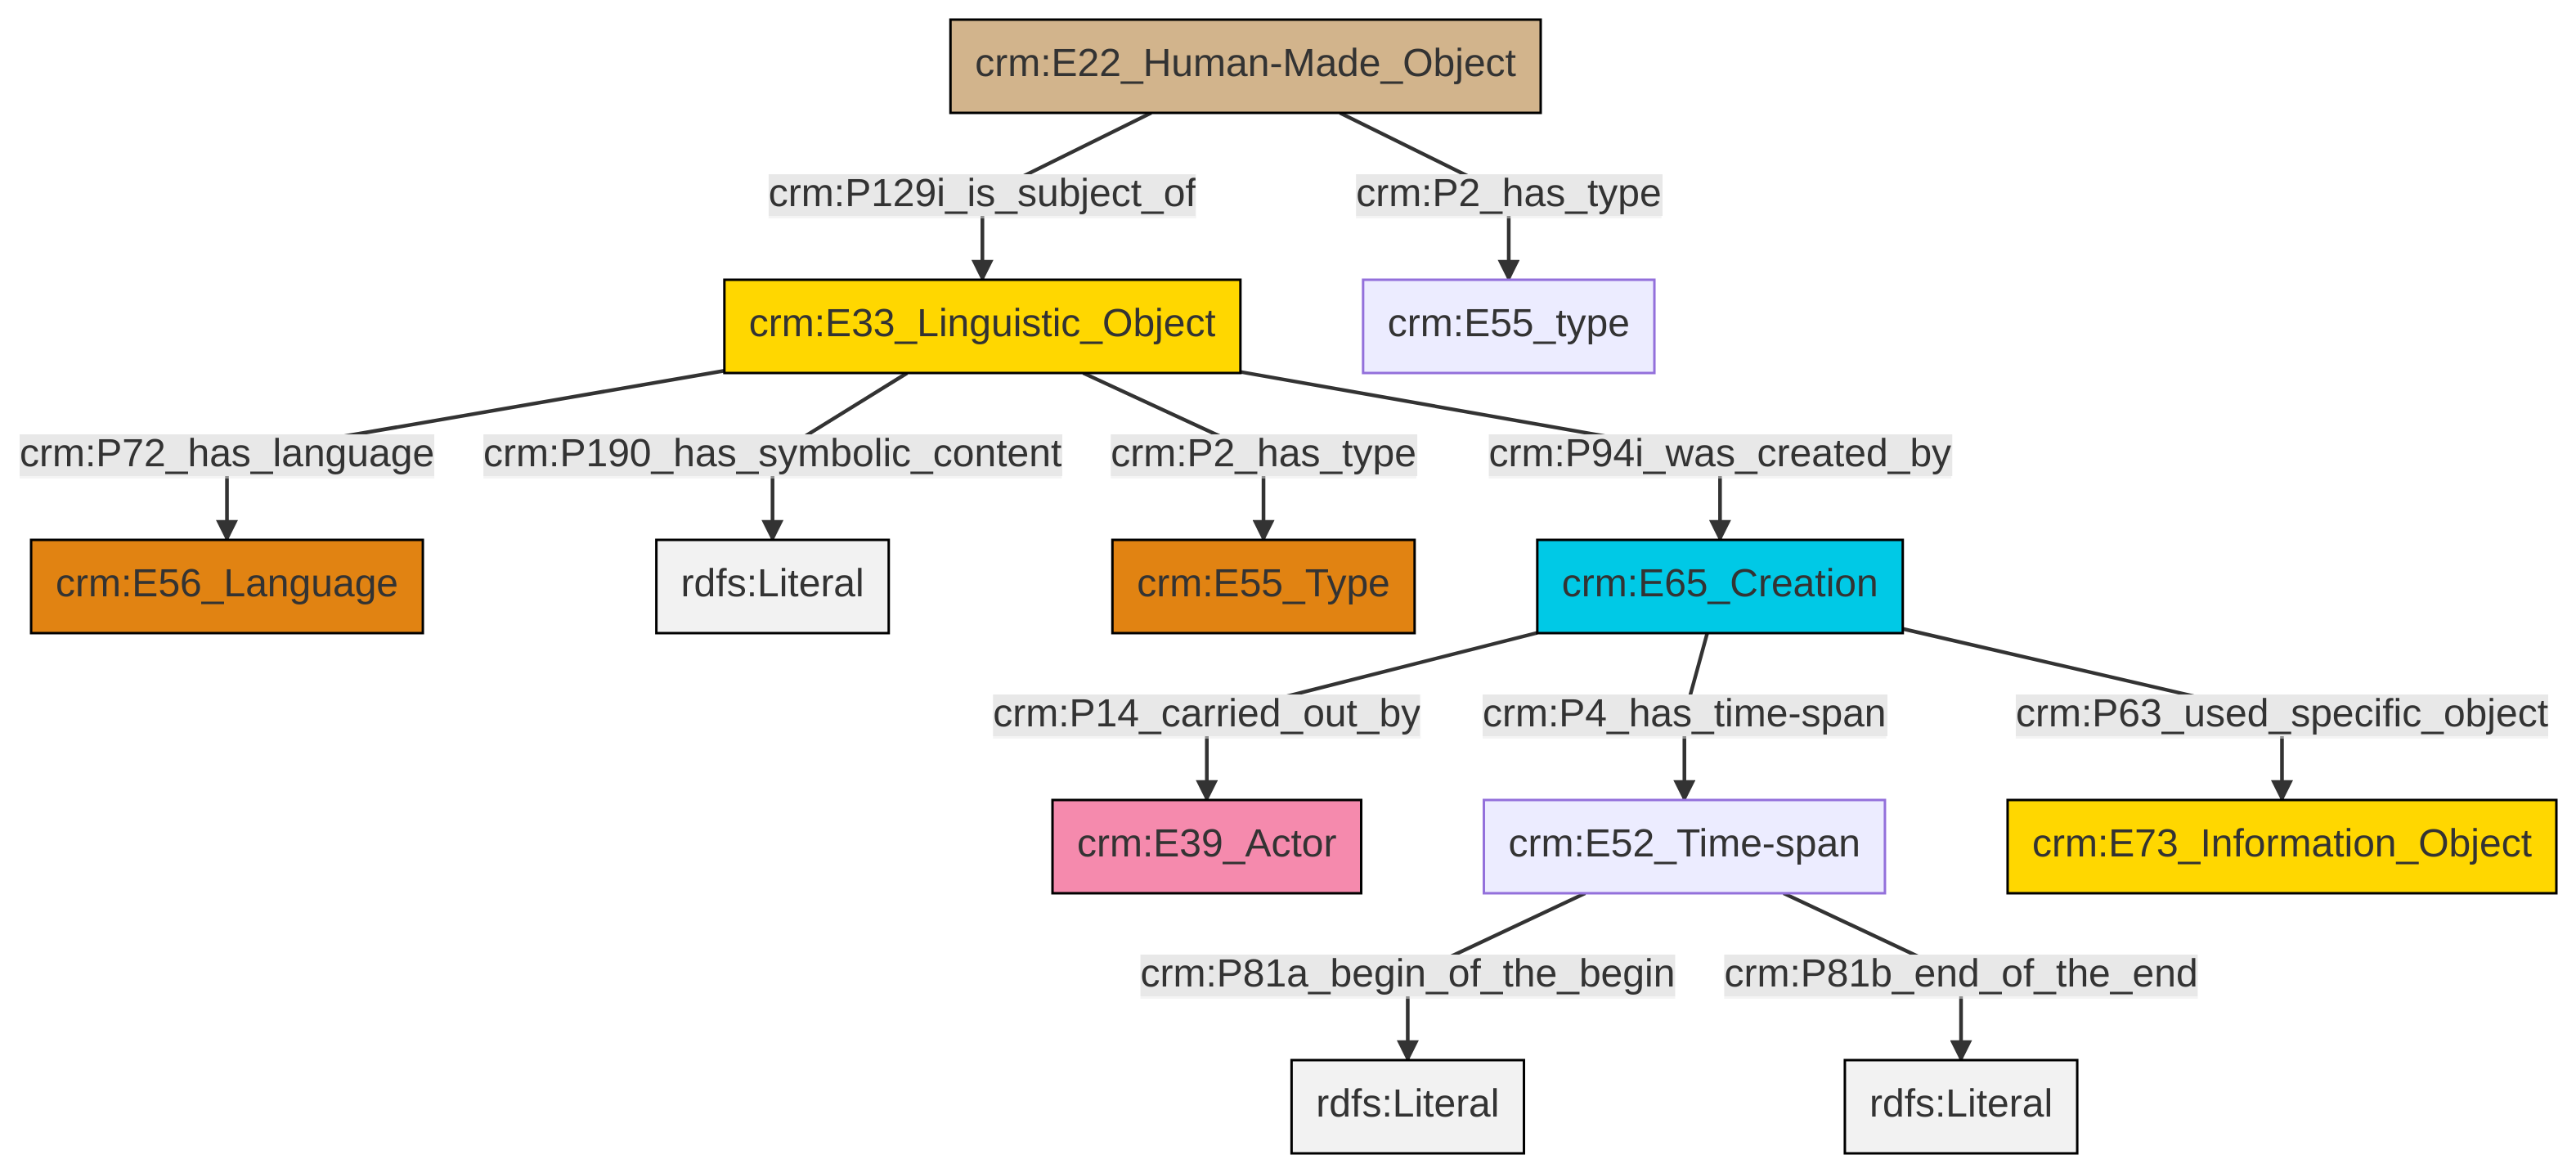 crm:E22_Human-Made_Object
crm:P129i_is_subject_of
crm:P2_has_type
crm:E33_Linguistic_Object
crm:E55_type
crm:P72_has_language
crm:P190_has_symbolic_content
crm:P2_has_type
crm:P94i_was_created_by
crm:E56_Language
rdfs:Literal
crm:E55_Type
crm:E65_Creation
crm:P14_carried_out_by
crm:P4_has_time-span
crm:P63_used_specific_object
crm:E39_Actor
crm:E52_Time-span
crm:E73_Information_Object
crm:P81a_begin_of_the_begin
crm:P81b_end_of_the_end
rdfs:Literal
rdfs:Literal